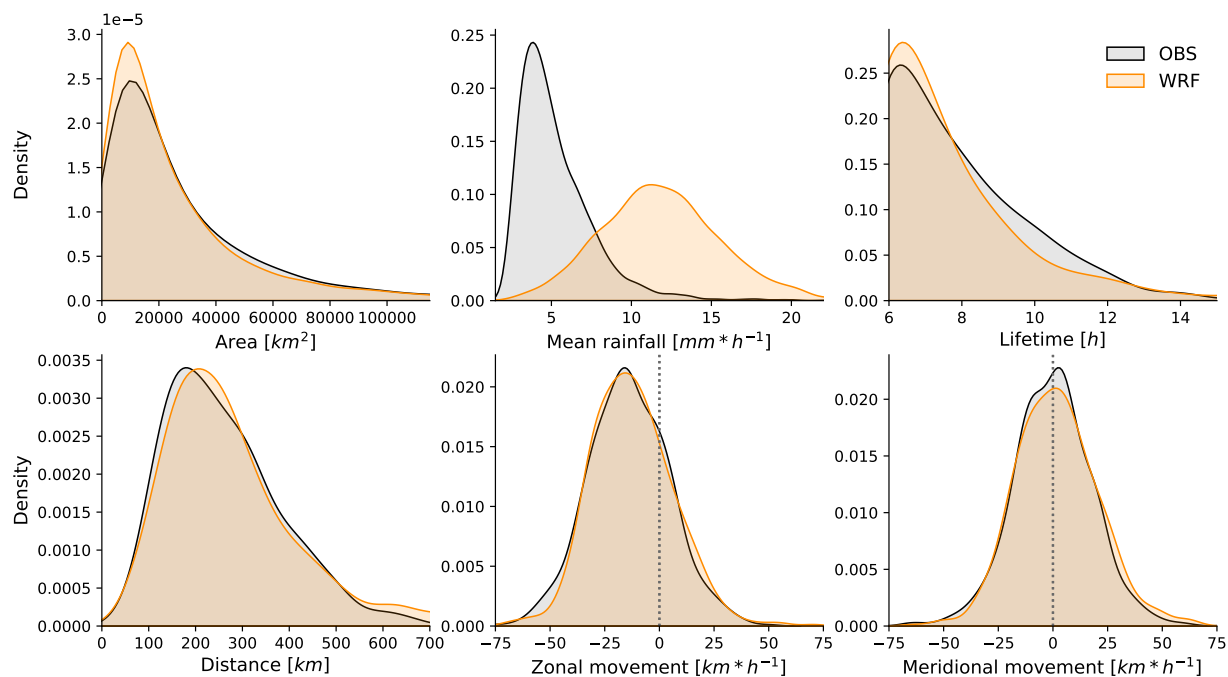 1e−5
3.0
2.5
2.0
1.5
1.0
0.5
0.0
Density
0 20000 40000 60000 80000 100000
Area [km²]
0.25
0.20
0.15
0.10
0.05
0.00
5 10 15 20
Mean rainfall [mm * h⁻¹]
0.25
0.20
0.15
0.10
0.05
0.00
6 8 10 12 14
Lifetime [h]
OBS
WRF
0.0035
0.0030
0.0025
0.0020
0.0015
0.0010
0.0005
0.0000
Density
0 100 200 300 400 500 600 700
Distance [km]
0.020
0.015
0.010
0.005
0.000
−75 −50 −25 0 25 50 75
Zonal movement [km * h⁻¹]
0.020
0.015
0.010
0.005
0.000
−75 −50 −25 0 25 50 75
Meridional movement [km * h⁻¹]